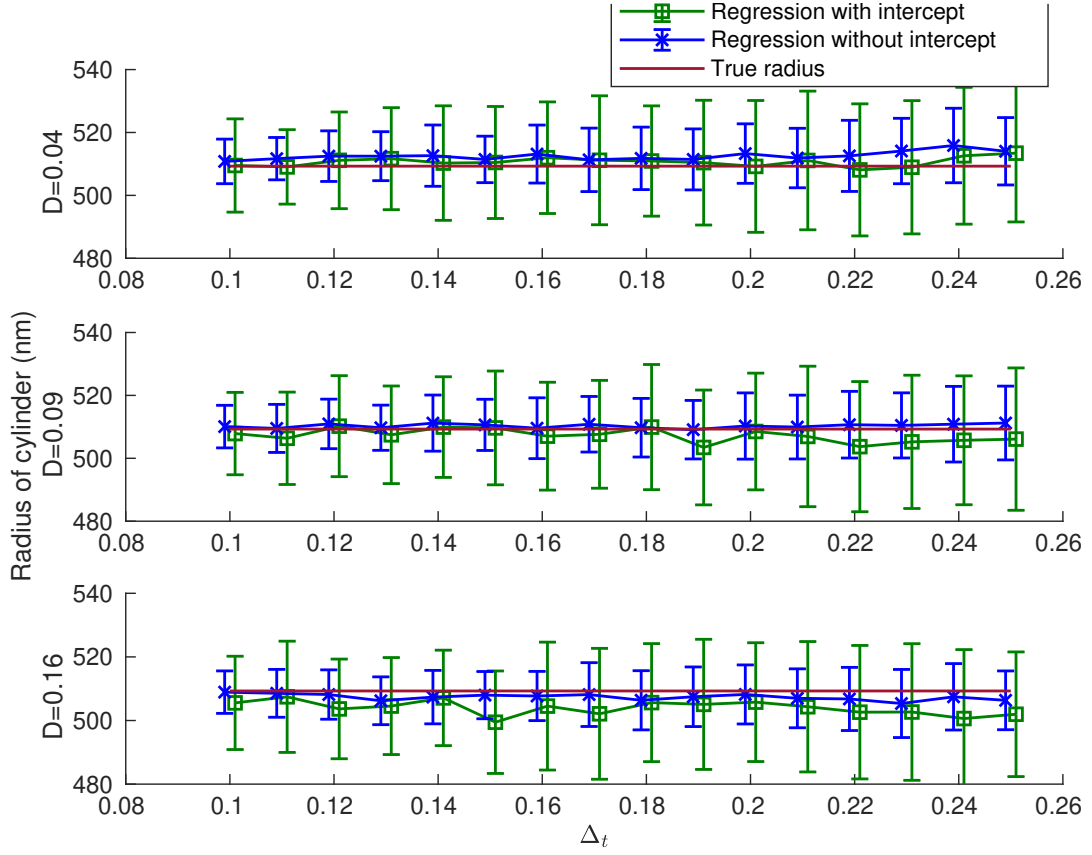 Regression with intercept
Regression without intercept
True radius
540
520
500
480
D=0.04
0.08 0.1 0.12 0.14 0.16 0.18 0.2 0.22 0.24 0.26
Radius of cylinder (nm)
540
520
500
480
D=0.09
0.08 0.1 0.12 0.14 0.16 0.18 0.2 0.22 0.24 0.26
540
520
500
480
D=0.16
0.08 0.1 0.12 0.14 0.16 0.18 0.2 0.22 0.24 0.26
Δt